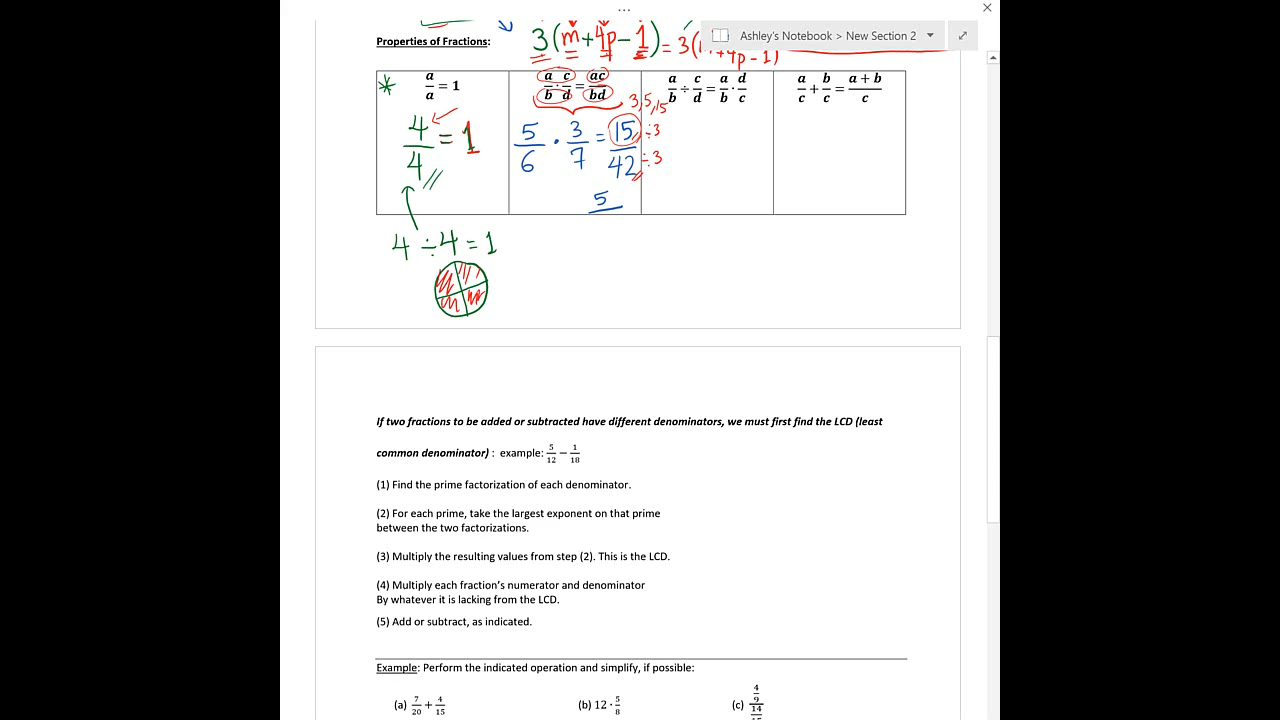 Ashley's Notebook > New Section 2
3(m+4p-1) = 3(
+4p-1)
Properties of Fractions:
* a/a = 1
a/b · c/d = ac/bd
a/b ÷ c/d = a/b · d/c
a/c + b/c = a + b/c
3,5,15
4/4 = 1
5/6 · 3/7 = 15/42
÷3
÷3
5
4 ÷ 4 = 1
If two fractions to be added or subtracted have different denominators, we must first find the LCD (least
common denominator) : example: 5/12 − 1/18
(1) Find the prime factorization of each denominator.
(2) For each prime, take the largest exponent on that prime
between the two factorizations.
(3) Multiply the resulting values from step (2). This is the LCD.
(4) Multiply each fraction's numerator and denominator
By whatever it is lacking from the LCD.
(5) Add or subtract, as indicated.
Example: Perform the indicated operation and simplify, if possible:
(a) 7/20 + 4/15
(b) 12 · 5/8
(c) 4/9